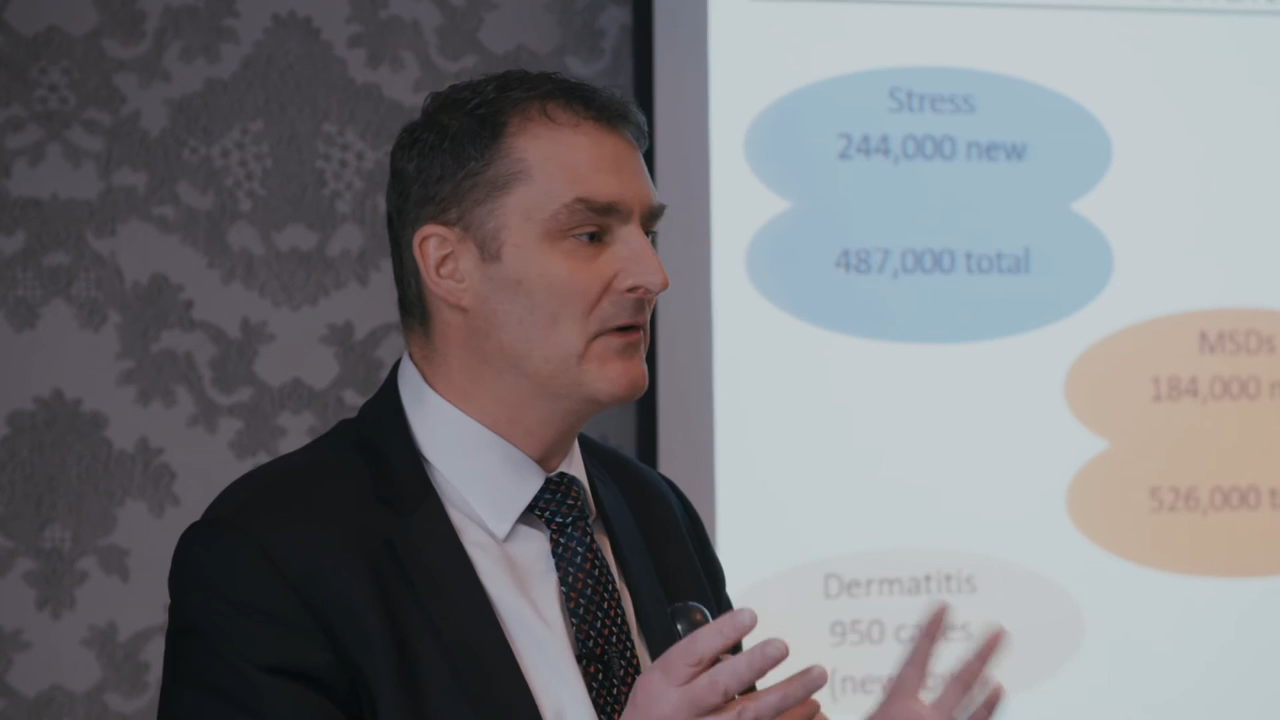 Stress
244,000 new
487,000 total
MSDs
184,000
526,000
Dermatitis
950